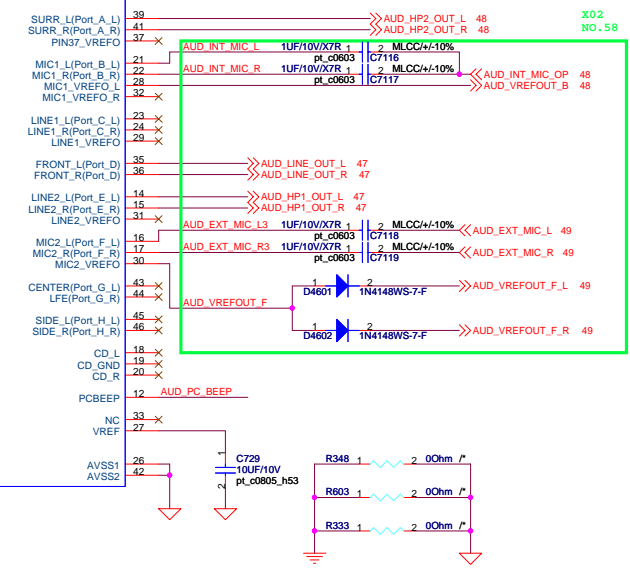 X02
NO.58
SURR_L(Port_A_L) 39 AUD_HP2_OUT_L 48
SURR_R(Port_A_R) 41 AUD_HP2_OUT_R 48
PIN37_VREFO 37
MIC1_L(Port_B_L) 21 AUD_INT_MIC_L 1UF/10V/X7R 1 2 MLCC/+/-10%
pt_c0603 C7116
MIC1_R(Port_B_R) 22 AUD_INT_MIC_R 1UF/10V/X7R 1 2 MLCC/+/-10% AUD_INT_MIC_OP 48
pt_c0603 C7117
MIC1_VREFO_L 28 AUD_VREFOUT_B 48
MIC1_VREFO_R 32
LINE1_L(Port_C_L) 23
LINE1_R(Port_C_R) 24
LINE1_VREFO 29
FRONT_L(Port_D) 35 AUD_LINE_OUT_L 47
FRONT_R(Port_D) 36 AUD_LINE_OUT_R 47
LINE2_L(Port_E_L) 14 AUD_HP1_OUT_L 47
LINE2_R(Port_E_R) 15 AUD_HP1_OUT_R 47
LINE2_VREFO 31
MIC2_L(Port_F_L) 16 AUD_EXT_MIC_L3 1UF/10V/X7R 1 2 MLCC/+/-10% AUD_EXT_MIC_L 49
pt_c0603 C7118
MIC2_R(Port_F_R) 17 AUD_EXT_MIC_R3 1UF/10V/X7R 1 2 MLCC/+/-10% AUD_EXT_MIC_R 49
pt_c0603 C7119
MIC2_VREFO 30
CENTER(Port_G_L) 43 1 2 AUD_VREFOUT_F_L 49
D4601 1N4148WS-7-F
LFE(Port_G_R) 44
AUD_VREFOUT_F
SIDE_L(Port_H_L) 45
SIDE_R(Port_H_R) 46 1 2 AUD_VREFOUT_F_R 49
D4602 1N4148WS-7-F
CD_L 18
CD_GND 19
CD_R 20
PCBEEP 12 AUD_PC_BEEP
NC 33
VREF 27
AVSS1 26
AVSS2 42
1 C729
10UF/10V
2 pt_c0805_h53
R348 1 2 0Ohm /*
R603 1 2 0Ohm /*
R333 1 2 0Ohm /*